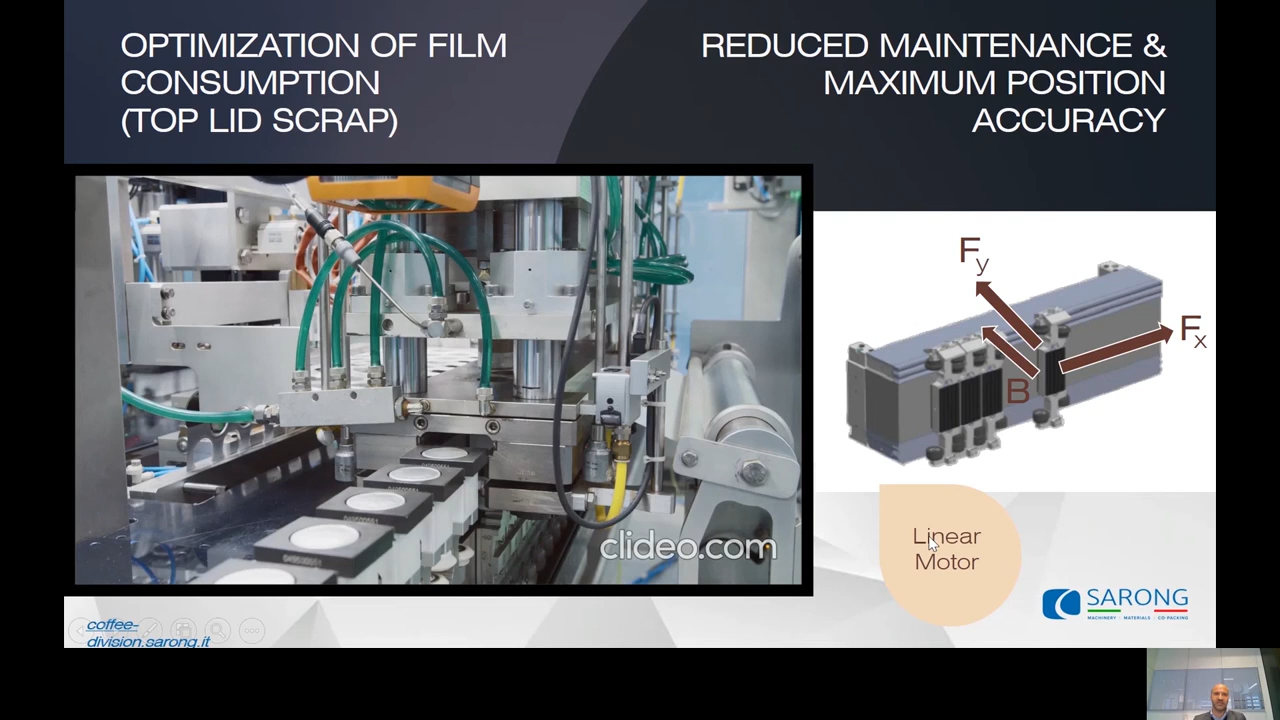 OPTIMIZATION OF FILM
CONSUMPTION
(TOP LID SCRAP)
REDUCED MAINTENANCE &
MAXIMUM POSITION
ACCURACY
clideo.com
Fy
Fx
B
Linear
Motor
SARONG
MACHINERY · MATERIALS · CO-PACKING
coffee-
division.sarong.it